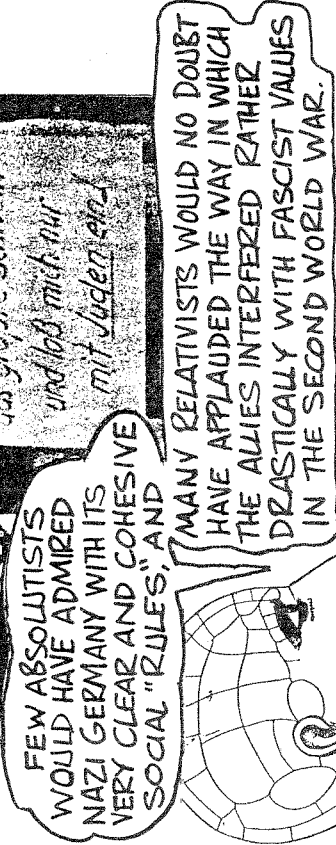 und laß mich nur
mit Juden ein!
FEW ABSOLUTISTS
WOULD HAVE ADMIRED
NAZI GERMANY WITH ITS
VERY CLEAR AND COHESIVE
SOCIAL "RULES," AND
MANY RELATIVISTS WOULD NO DOUBT
HAVE APPLAUDED THE WAY IN WHICH
THE ALLIES INTERFERED RATHER
DRASTICALLY WITH FASCIST VALUES
IN THE SECOND WORLD WAR.